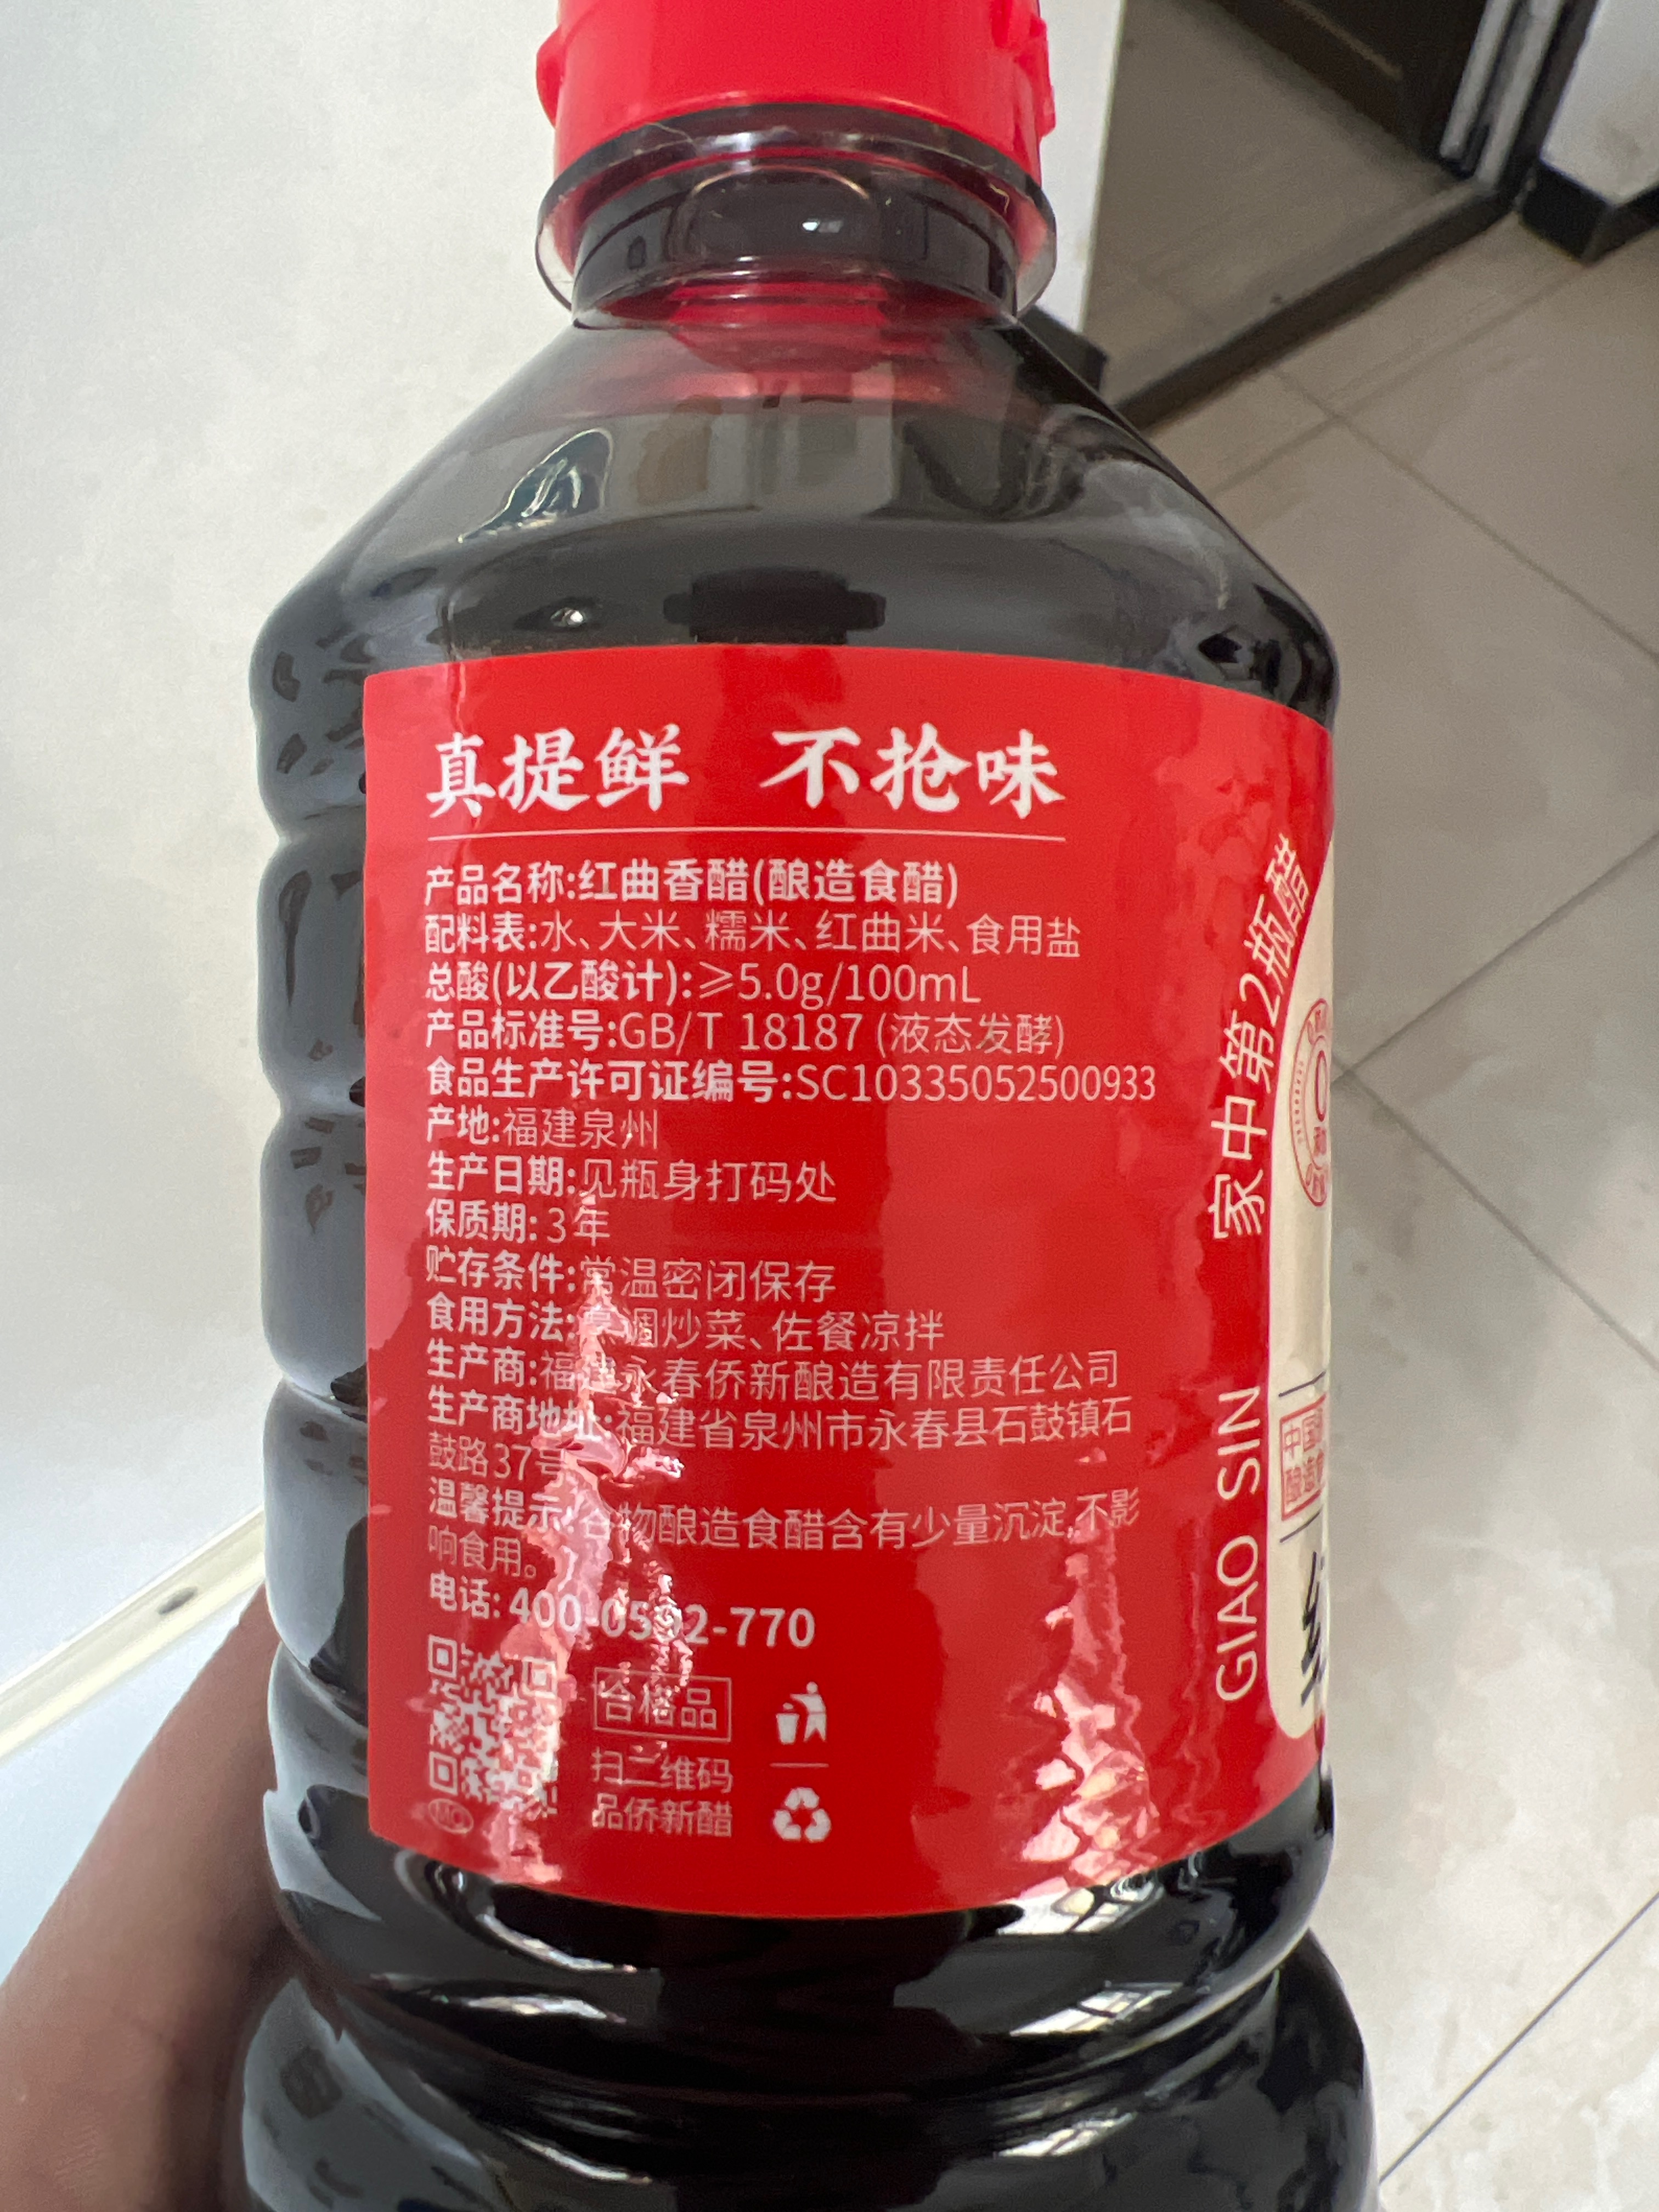 真提鲜 不抢味
产品名称:红曲香醋(酿造食醋)
配料表:水、大米、糯米、红曲米、食用盐
总酸(以乙酸计):≥5.0g/100mL
产品标准号:GB/T 18187 (液态发酵)
食品生产许可证编号:SC10335052500933
产地:福建泉州
生产日期:见瓶身打码处
保质期: 3年
贮存条件:常温密闭保存
食用方法:烹调炒菜、佐餐凉拌
生产商:福建永春侨新酿造有限责任公司
生产商地址:福建省泉州市永春县石鼓镇石
鼓路37号
温馨提示:谷物酿造食醋含有少量沉淀,不影
响食用。
电话: 400-0592-770
合格品
扫二维码
品侨新醋
MQ
家中第2瓶醋
GIAO SIN
中国
酿造